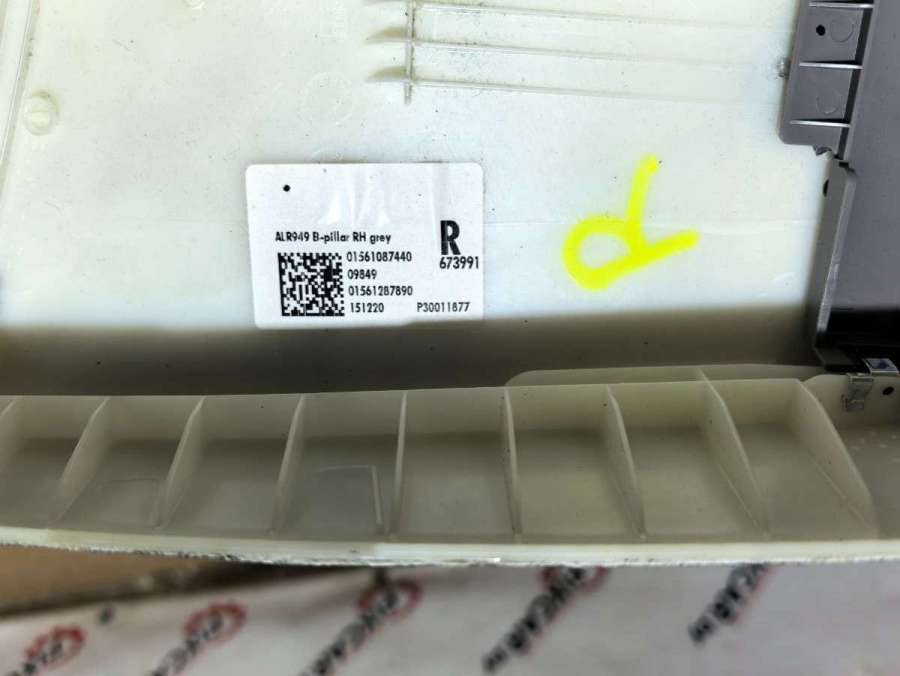 ALR949 B-pillar RH grey
R
673991
01561087440
09849
01561287890
151220 P30011877
R